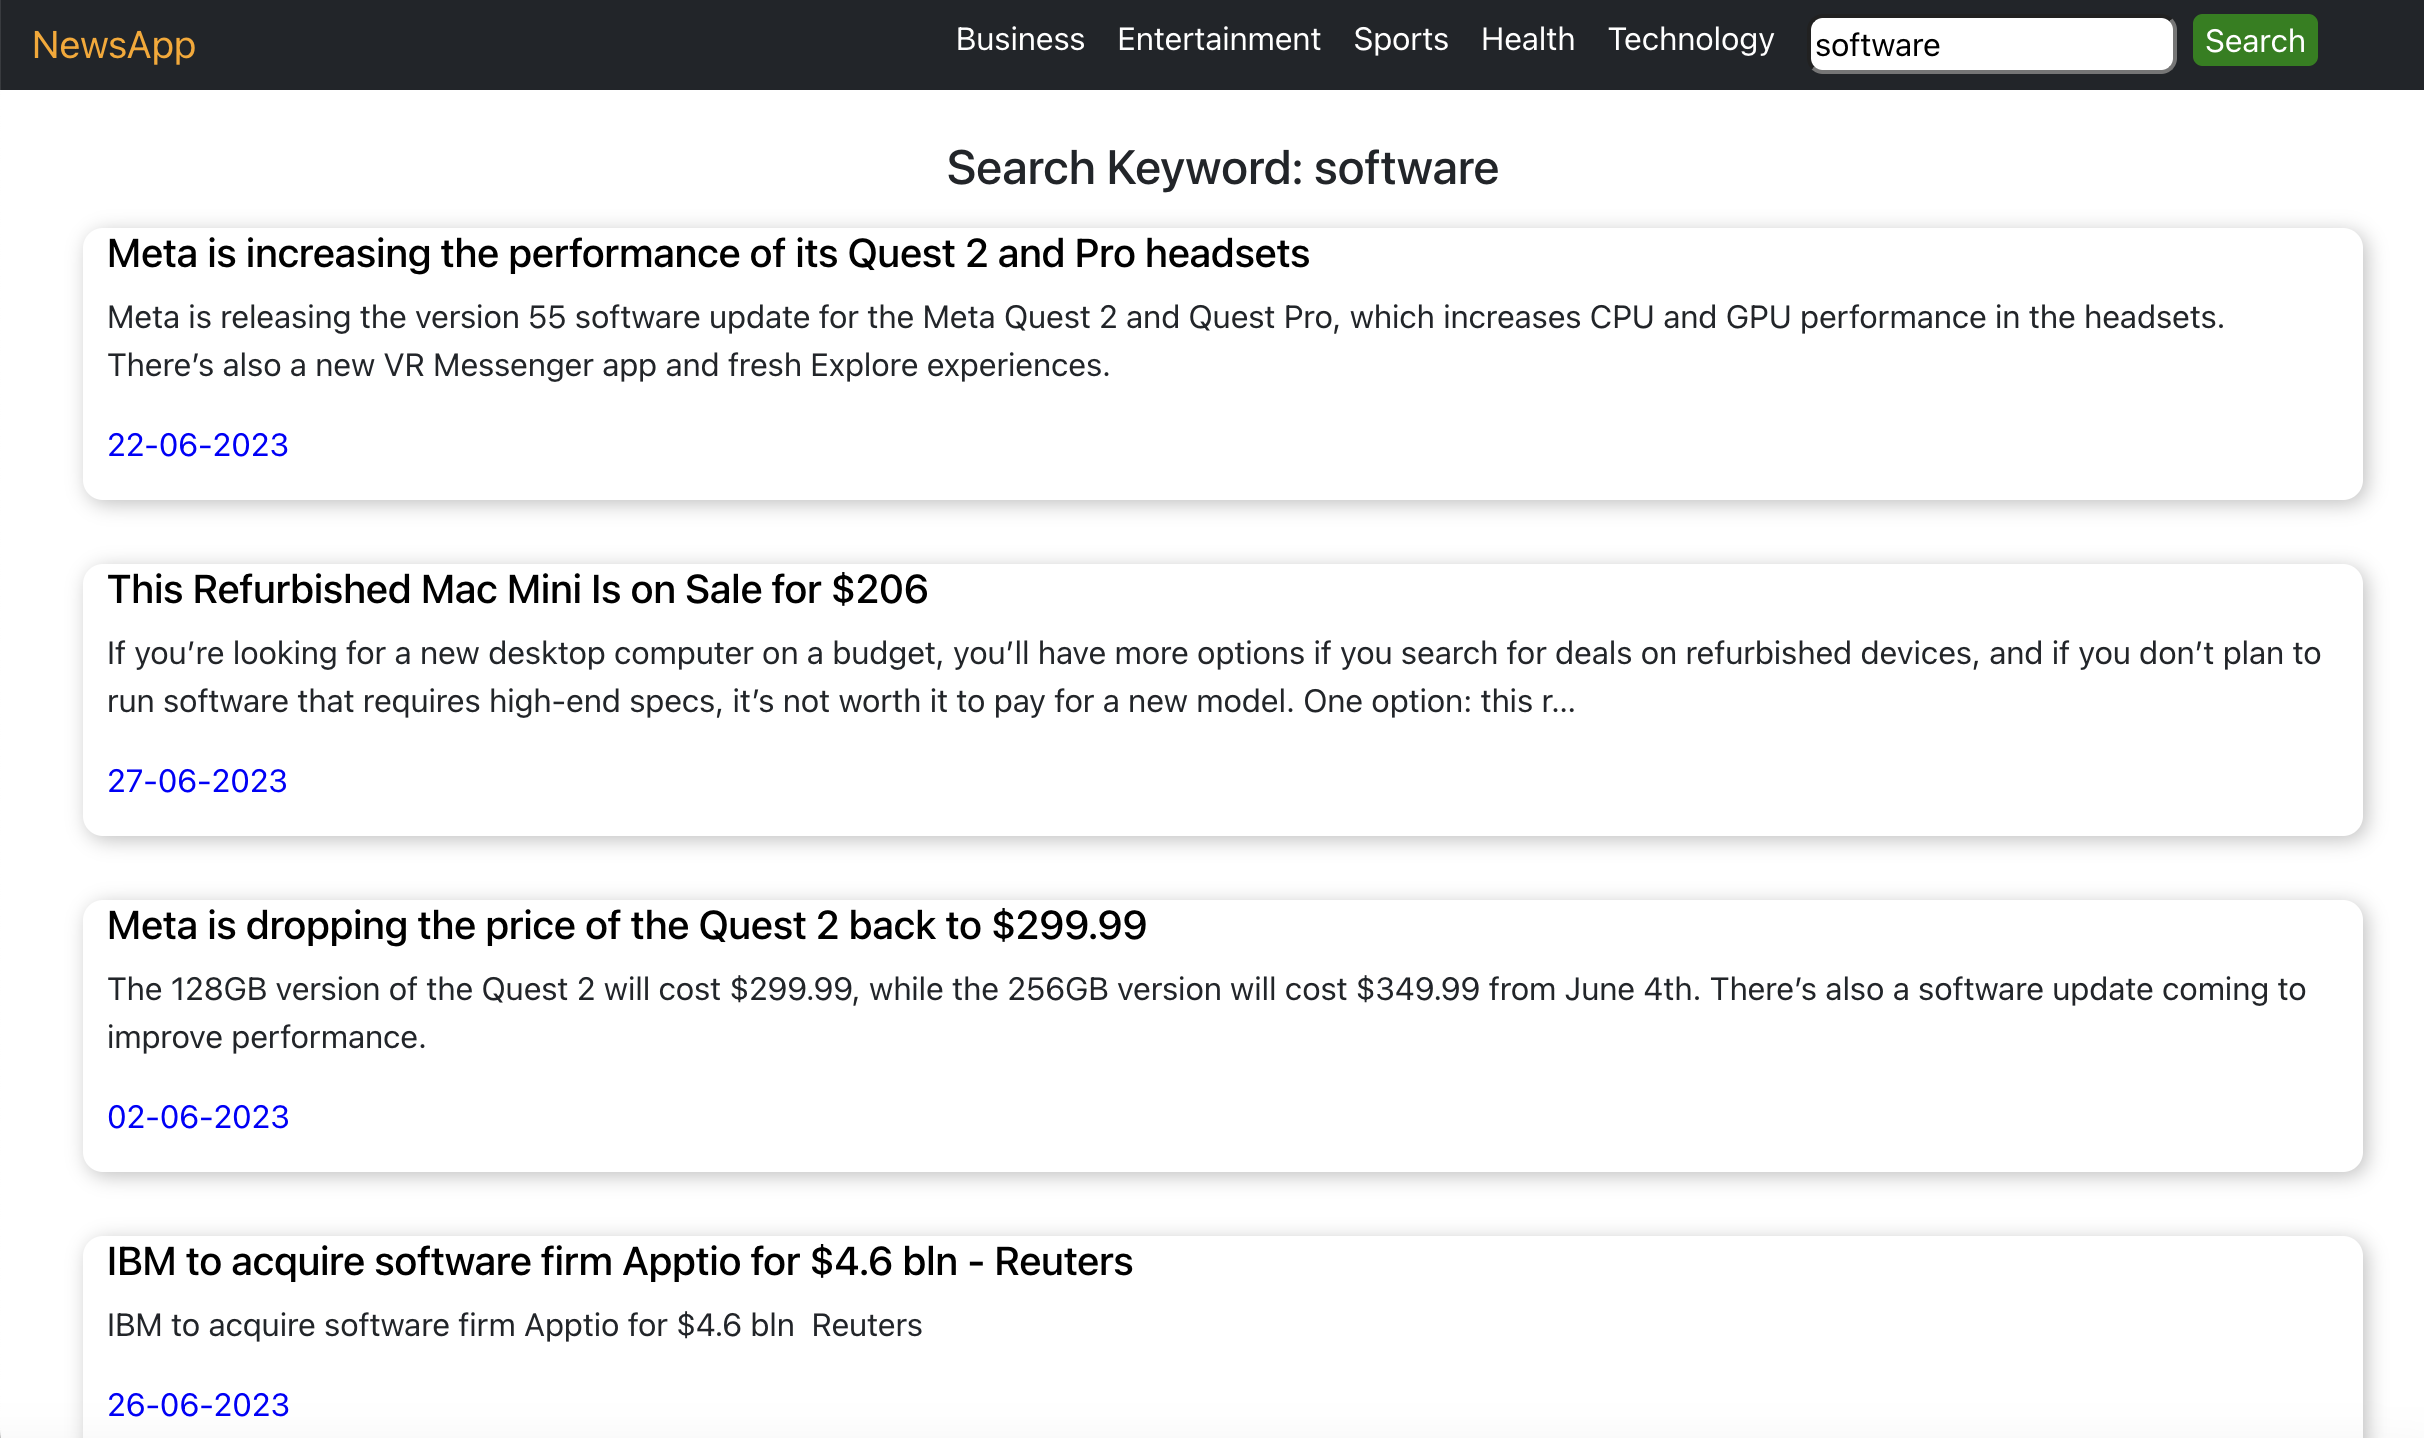 NewsApp Business Entertainment Sports Health Technology software Search
Search Keyword: software
Meta is increasing the performance of its Quest 2 and Pro headsets
Meta is releasing the version 55 software update for the Meta Quest 2 and Quest Pro, which increases CPU and GPU performance in the headsets.
There’s also a new VR Messenger app and fresh Explore experiences.
22-06-2023
This Refurbished Mac Mini Is on Sale for $206
If you’re looking for a new desktop computer on a budget, you’ll have more options if you search for deals on refurbished devices, and if you don’t plan to
run software that requires high-end specs, it’s not worth it to pay for a new model. One option: this r...
27-06-2023
Meta is dropping the price of the Quest 2 back to $299.99
The 128GB version of the Quest 2 will cost $299.99, while the 256GB version will cost $349.99 from June 4th. There’s also a software update coming to
improve performance.
02-06-2023
IBM to acquire software firm Apptio for $4.6 bln - Reuters
IBM to acquire software firm Apptio for $4.6 bln  Reuters
26-06-2023